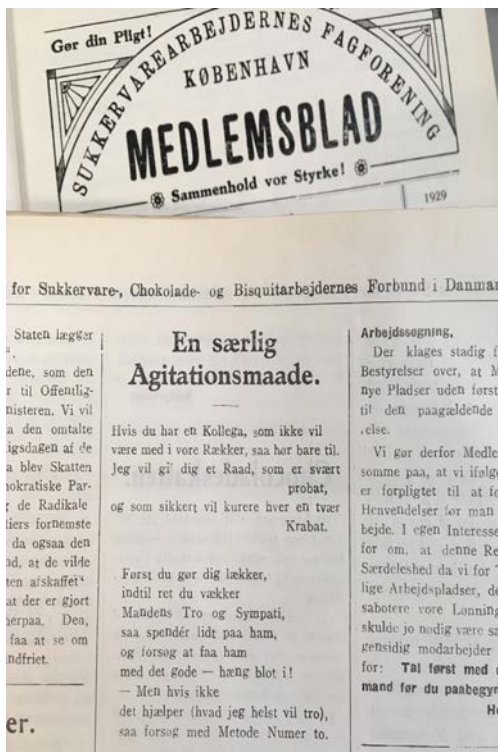 Gør din Pligt!
SUKKERVAREARBEJDERNES FAGFORENING
KØBENHAVN
MEDLEMSBLAD
Sammenhold vor Styrke!
1929
for Sukkervare-, Chokolade- og Bisquitarbejdernes Forbund i Danmar
Staten lægger
dene, som den
r til Offentlig-
nisteren. Vi vil
a den omtalte
igsdagen af de
a blev Skatten
okratiske Par-
r de Radikale
tiers fornemste
da ogsaa den
nd, at de vilde
ten afskaffet
at der er gjort
herpaa. Den,
faa at se om
ndfriet.
er.
En særlig
Agitationsmaade.
Hvis du har en Kollega, som ikke vil
være med i vore Rækker, saa hør bare til.
Jeg vil gi' dig et Raad, som er svært
probat,
og som sikkert vil kurere hver en tvær
Krabat.
Først du gør dig lækker,
indtil ret du vækker
Mandens Tro og Sympati,
saa spendér lidt paa ham,
og forsøg at faa ham
med det gode — hæng blot i!
— Men hvis ikke
det hjælper (hvad jeg helst vil tro),
saa forsøg med Metode Numer to.
Arbejdssøgning.
Der klages stadig f
Bestyrelser over, at M
nye Pladser uden først
til den paagældende
else.
Vi gør derfor Medle
somme paa, at vi ifølge
er forpligtet til at fo
Henvendelser før man
bejde. I egen Interesse
for om, at denne Re
Særdeleshed da vi for
lige Arbejdspladser, de
sabotere vore Lønning
skulde jo nødig være sa
gensidig modarbejder
for: Tal først med
mand før du paabegyn
H